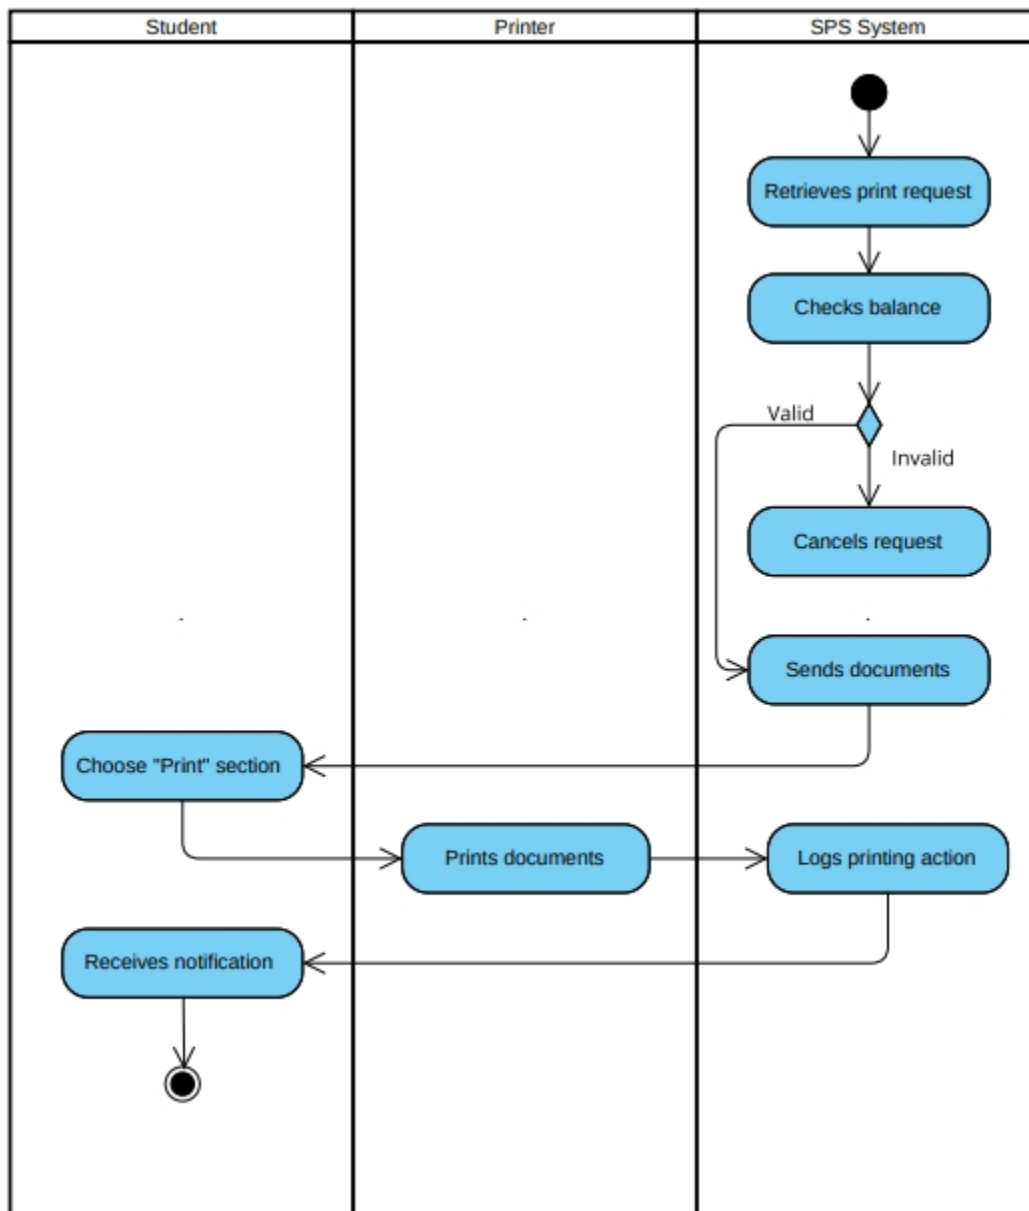 Student
Printer
SPS System
Retrieves print request
Checks balance
Valid
Invalid
Cancels request
Sends documents
Choose "Print" section
Prints documents
Logs printing action
Receives notification